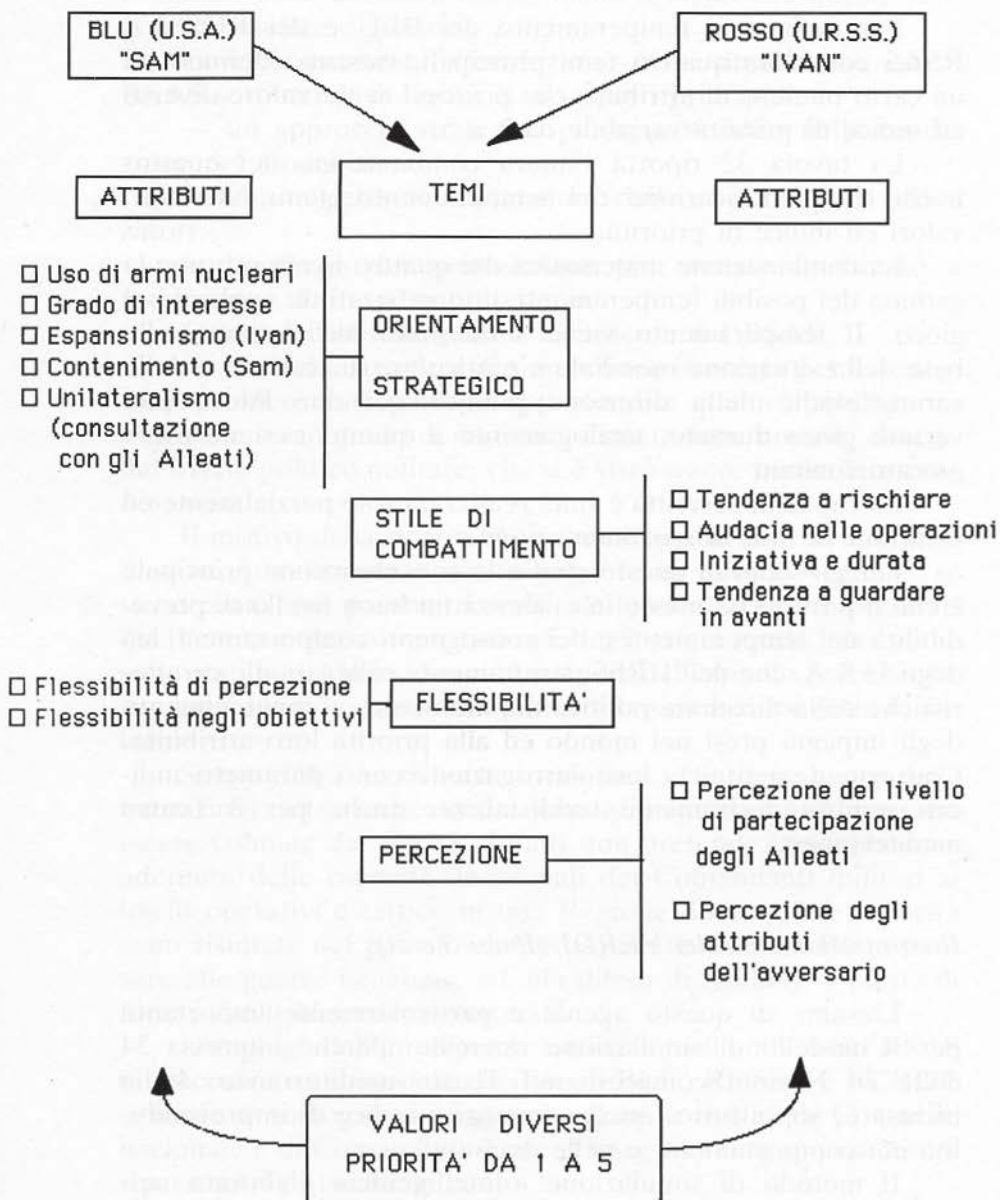 BLU (U.S.A.)
"SAM"
ROSSO (U.R.S.S.)
"IVAN"
ATTRIBUTI
TEMI
ATTRIBUTI
□ Uso di armi nucleari
□ Grado di interesse
□ Espansionismo (Ivan)
□ Contenimento (Sam)
□ Unilateralismo
(consultazione
con gli Alleati)
ORIENTAMENTO
STRATEGICO
STILE DI
COMBATTIMENTO
□ Tendenza a rischiare
□ Audacia nelle operazioni
□ Iniziativa e durata
□ Tendenza a guardare
in avanti
□ Flessibilità di percezione
□ Flessibilità negli obiettivi
FLESSIBILITA'
PERCEZIONE
□ Percezione del livello
di partecipazione
degli Alleati
□ Percezione degli
attributi
dell'avversario
VALORI DIVERSI
PRIORITA' DA 1 A 5